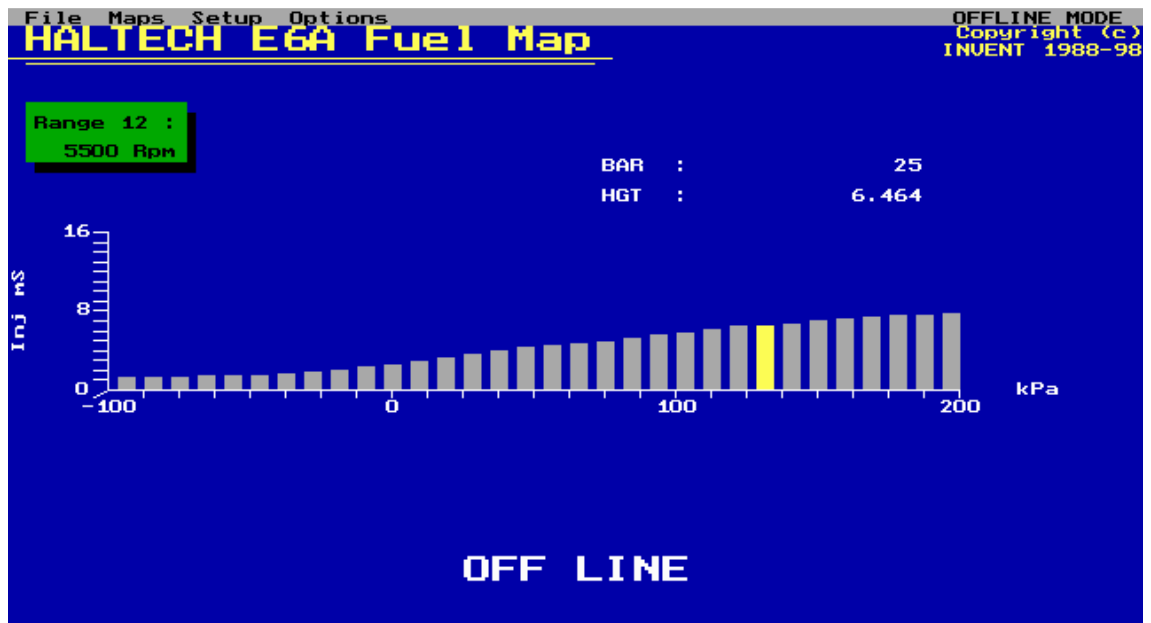 File Maps Setup Options OFFLINE MODE
HALTECH E6A Fuel Map
Copyright (c)
INVENT 1988-98
Range 12 :
5500 Rpm
BAR : 25
HGT : 6.464
16
8
0
Inj mS
-100 0 100 200
kPa
OFF LINE